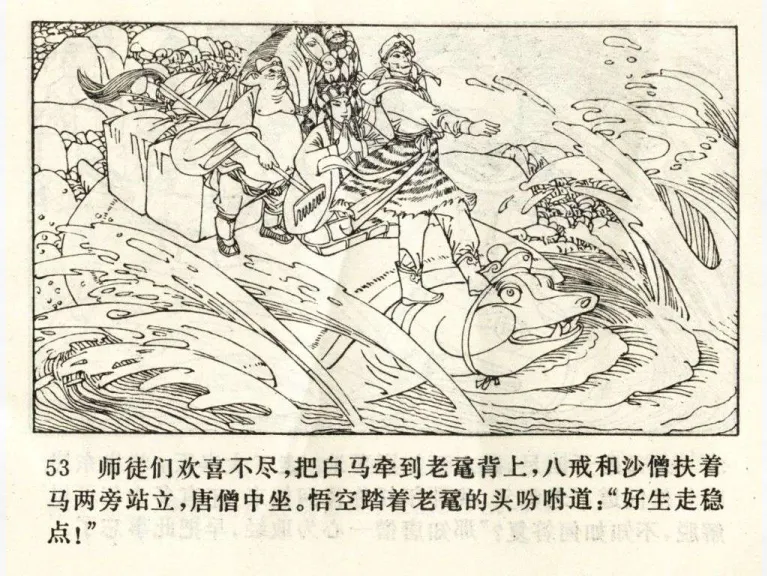 53 师徒们欢喜不尽，把白马牵到老鼋背上，八戒和沙僧扶着
马两旁站立，唐僧中坐。悟空踏着老鼋的头吩咐道：“好生走稳
点！”